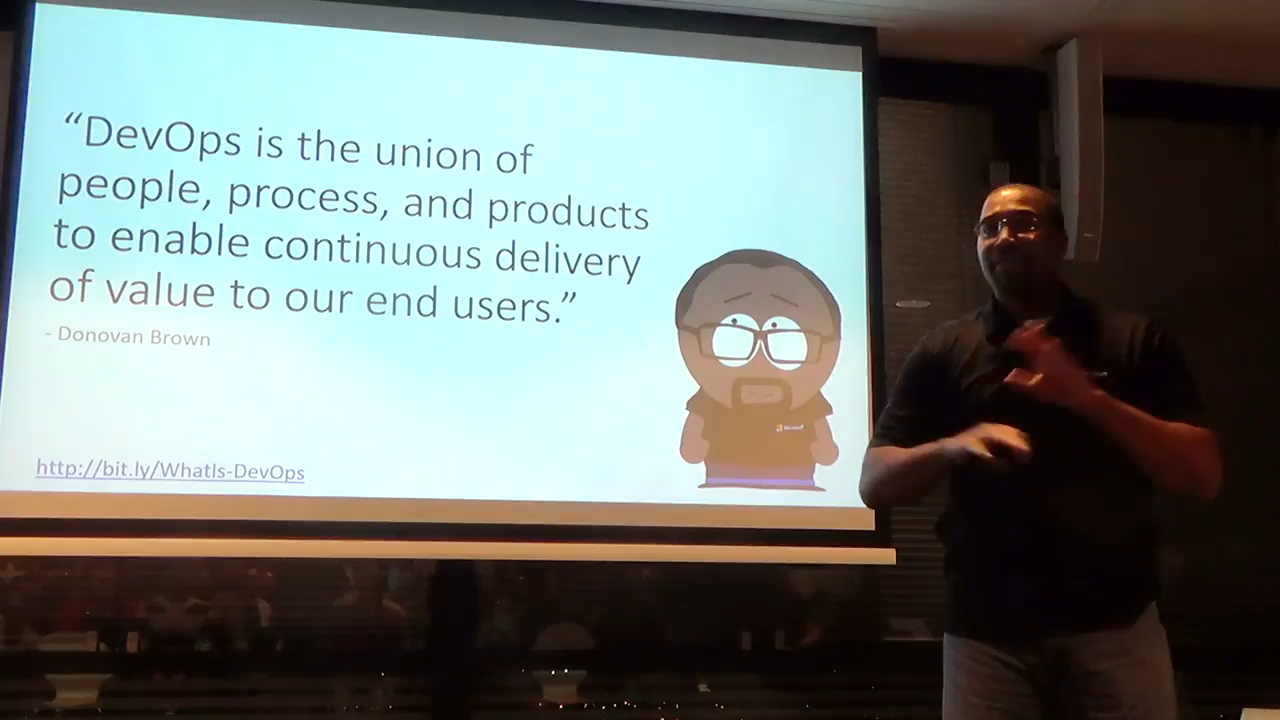 “DevOps is the union of
people, process, and products
to enable continuous delivery
of value to our end users.”
- Donovan Brown
Microsoft
http://bit.ly/WhatIs-DevOps